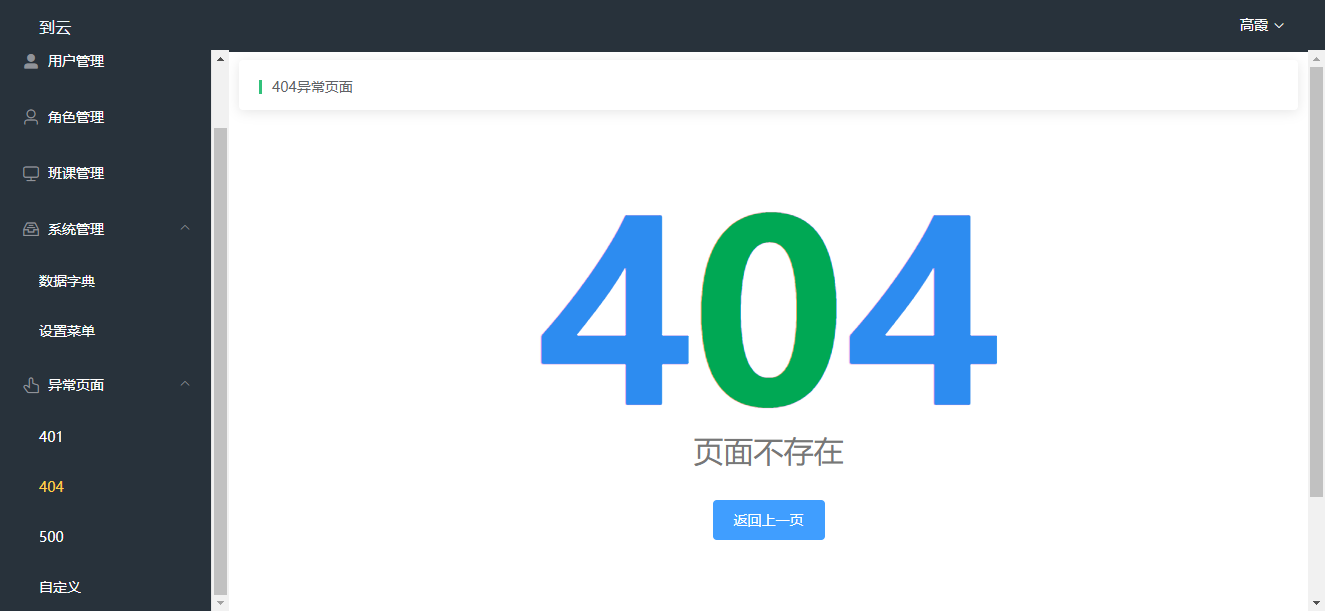 到云
高霞
用户管理
角色管理
班课管理
系统管理
数据字典
设置菜单
异常页面
401
404
500
自定义
404异常页面
404
页面不存在
返回上一页